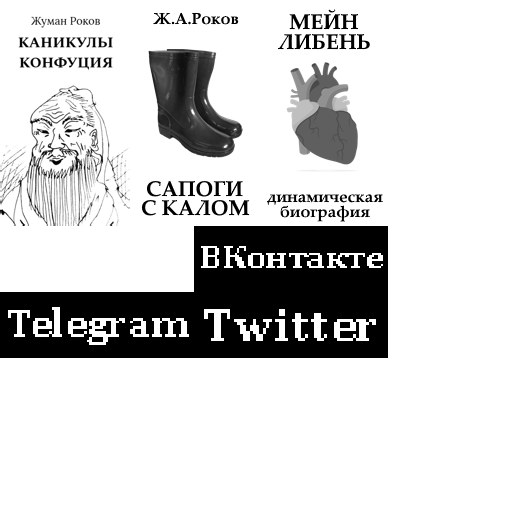 Жуман Роков
КАНИКУЛЫ
КОНФУЦИЯ
Ж.А.Роков
САПОГИ
С КАЛОМ
МЕЙН
ЛИБЕНЬ
динамическая
биография
ВКонтакте
Telegram
Twitter